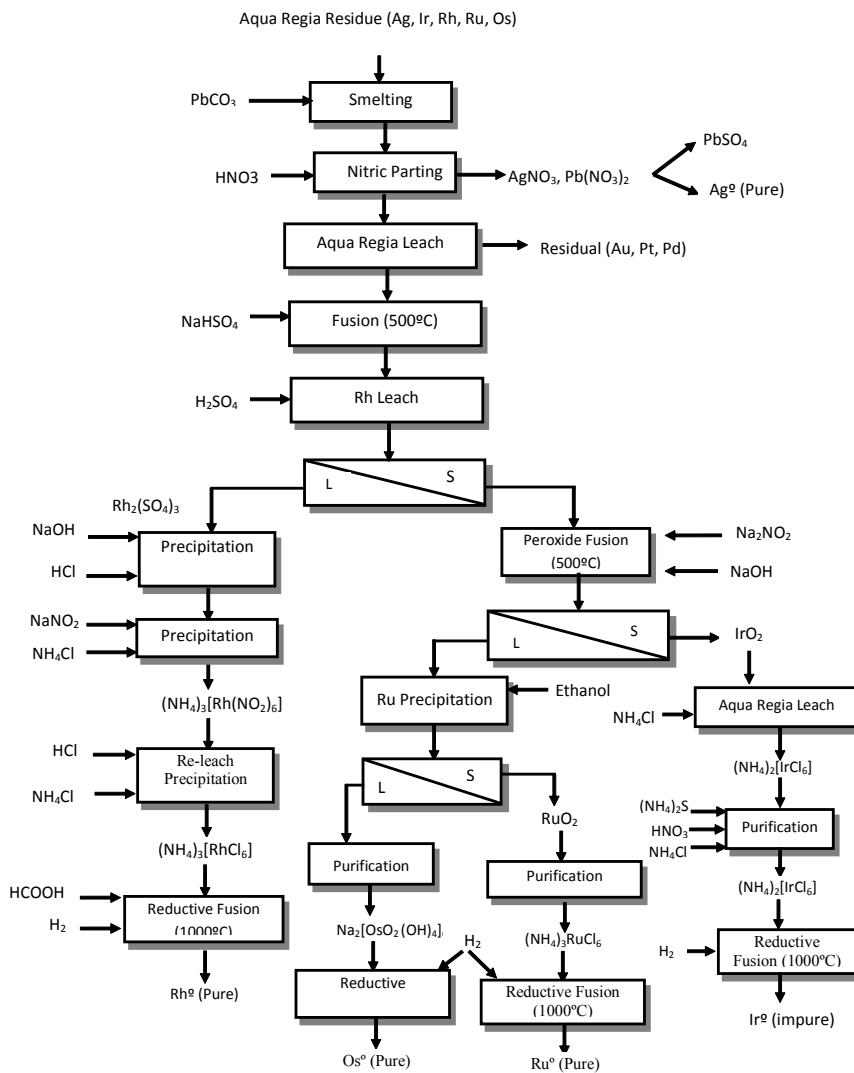 Aqua Regia Residue (Ag, Ir, Rh, Ru, Os)
PbCO₃
Smelting
PbSO₄
HNO3
Nitric Parting
AgNO₃, Pb(NO₃)₂
Agº (Pure)
Aqua Regia Leach
Residual (Au, Pt, Pd)
NaHSO₄
Fusion (500ºC)
H₂SO₄
Rh Leach
L
S
Rh₂(SO₄)₃
NaOH
Precipitation
HCl
Peroxide Fusion
(500ºC)
Na₂NO₂
NaOH
NaNO₂
Precipitation
NH₄Cl
L
S
IrO₂
(NH₄)₃[Rh(NO₂)₆]
Ru Precipitation
Ethanol
NH₄Cl
Aqua Regia Leach
HCl
Re-leach
Precipitation
NH₄Cl
L
S
(NH₄)₂[IrCl₆]
RuO₂
(NH₄)₂S
HNO₃
NH₄Cl
Purification
(NH₄)₃[RhCl₆]
Purification
Purification
(NH₄)₂[IrCl₆]
HCOOH
H₂
Reductive Fusion
(1000ºC)
Na₂[OsO₂(OH)₄]
H₂
(NH₄)₃RuCl₆
H₂
Reductive
Fusion (1000ºC)
Rhº (Pure)
Reductive
Reductive Fusion
(1000ºC)
Irº (impure)
Osº (Pure)
Ruº (Pure)